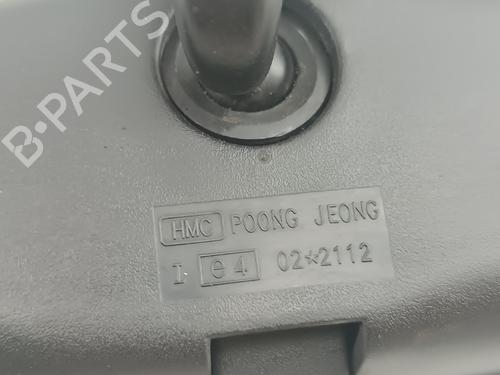 B-PARTS
HMC POONG JEONG
I e4 02*2112